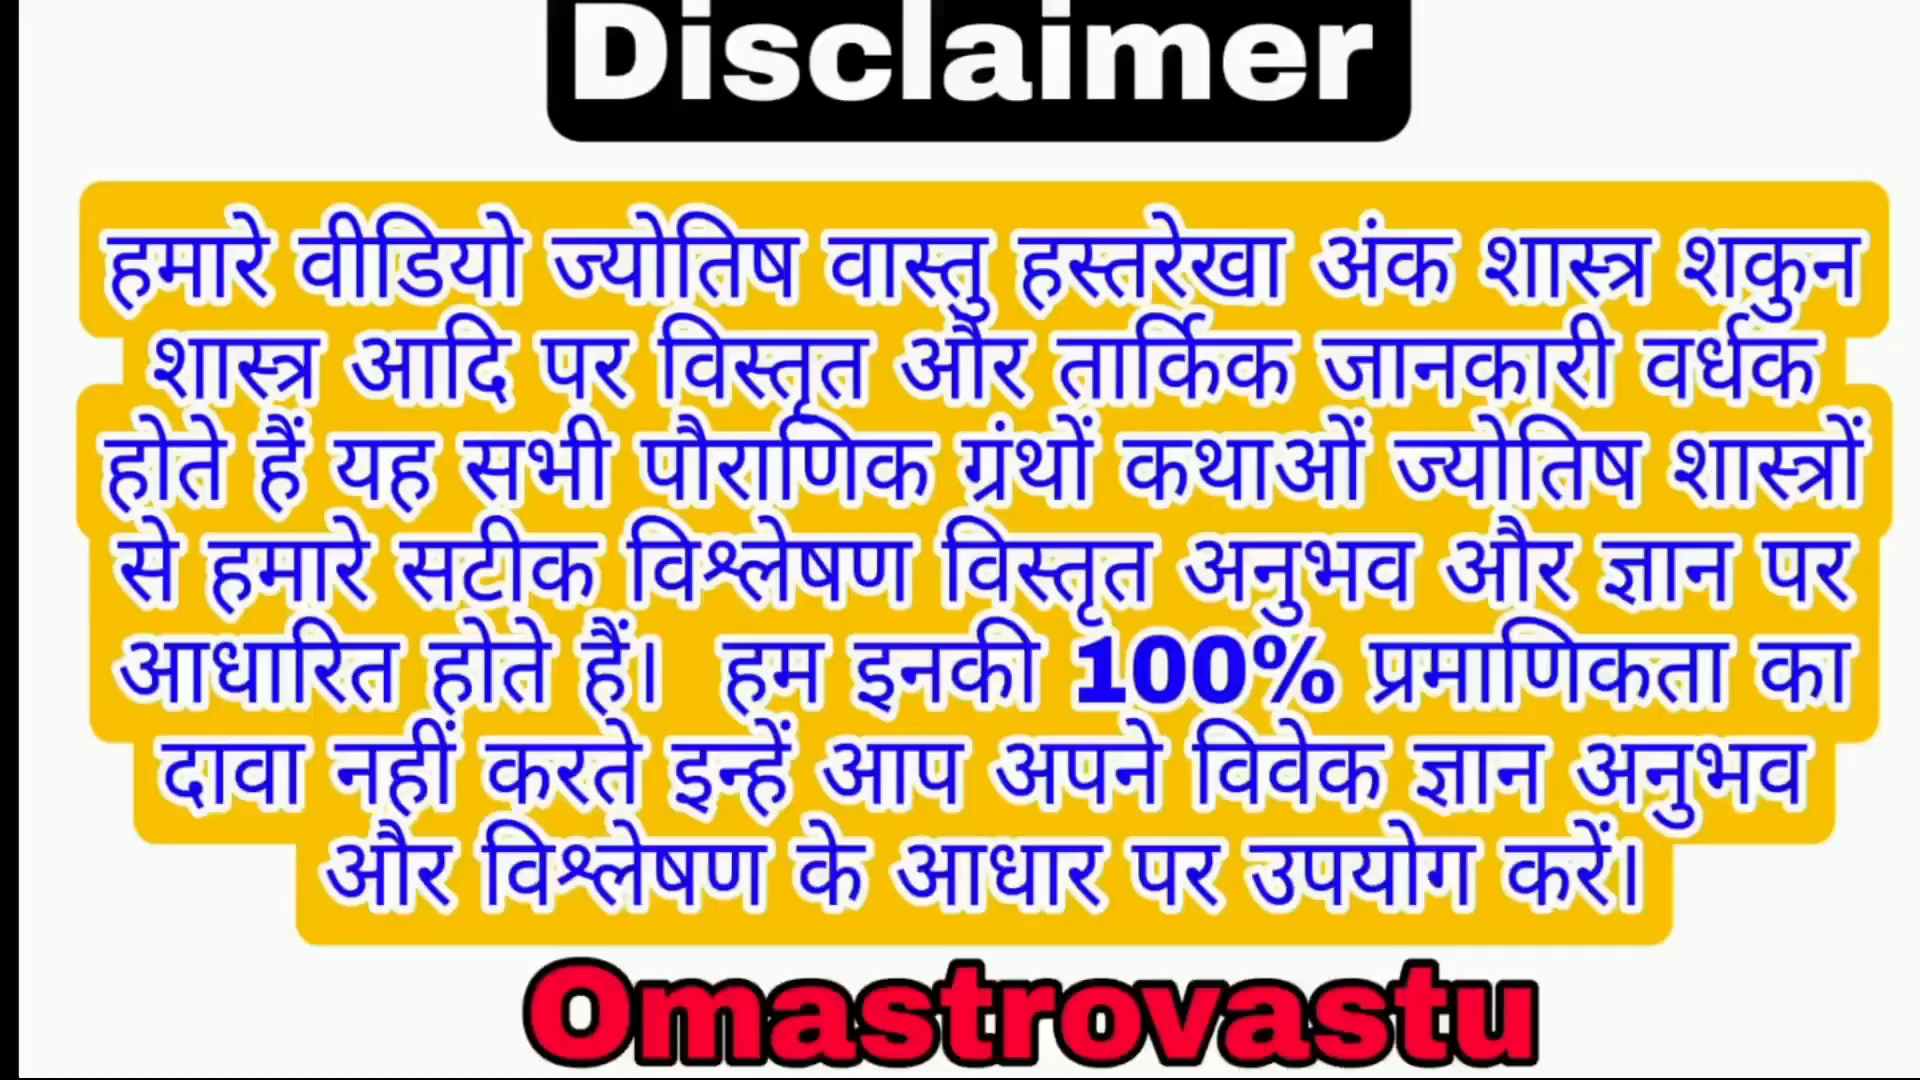 Disclaimer
हमारे वीडियो ज्योतिष वास्तु हस्तरेखा अंक शास्त्र शकुन
शास्त्र आदि पर विस्तृत और तार्किक जानकारी वर्धक
होते हैं यह सभी पौराणिक ग्रंथों कथाओं ज्योतिष शास्त्रों
से हमारे सटीक विश्लेषण विस्तृत अनुभव और ज्ञान पर
आधारित होते हैं। हम इनकी 100% प्रमाणिकता का
दावा नहीं करते इन्हें आप अपने विवेक ज्ञान अनुभव
और विश्लेषण के आधार पर उपयोग करें।
Omastrovastu